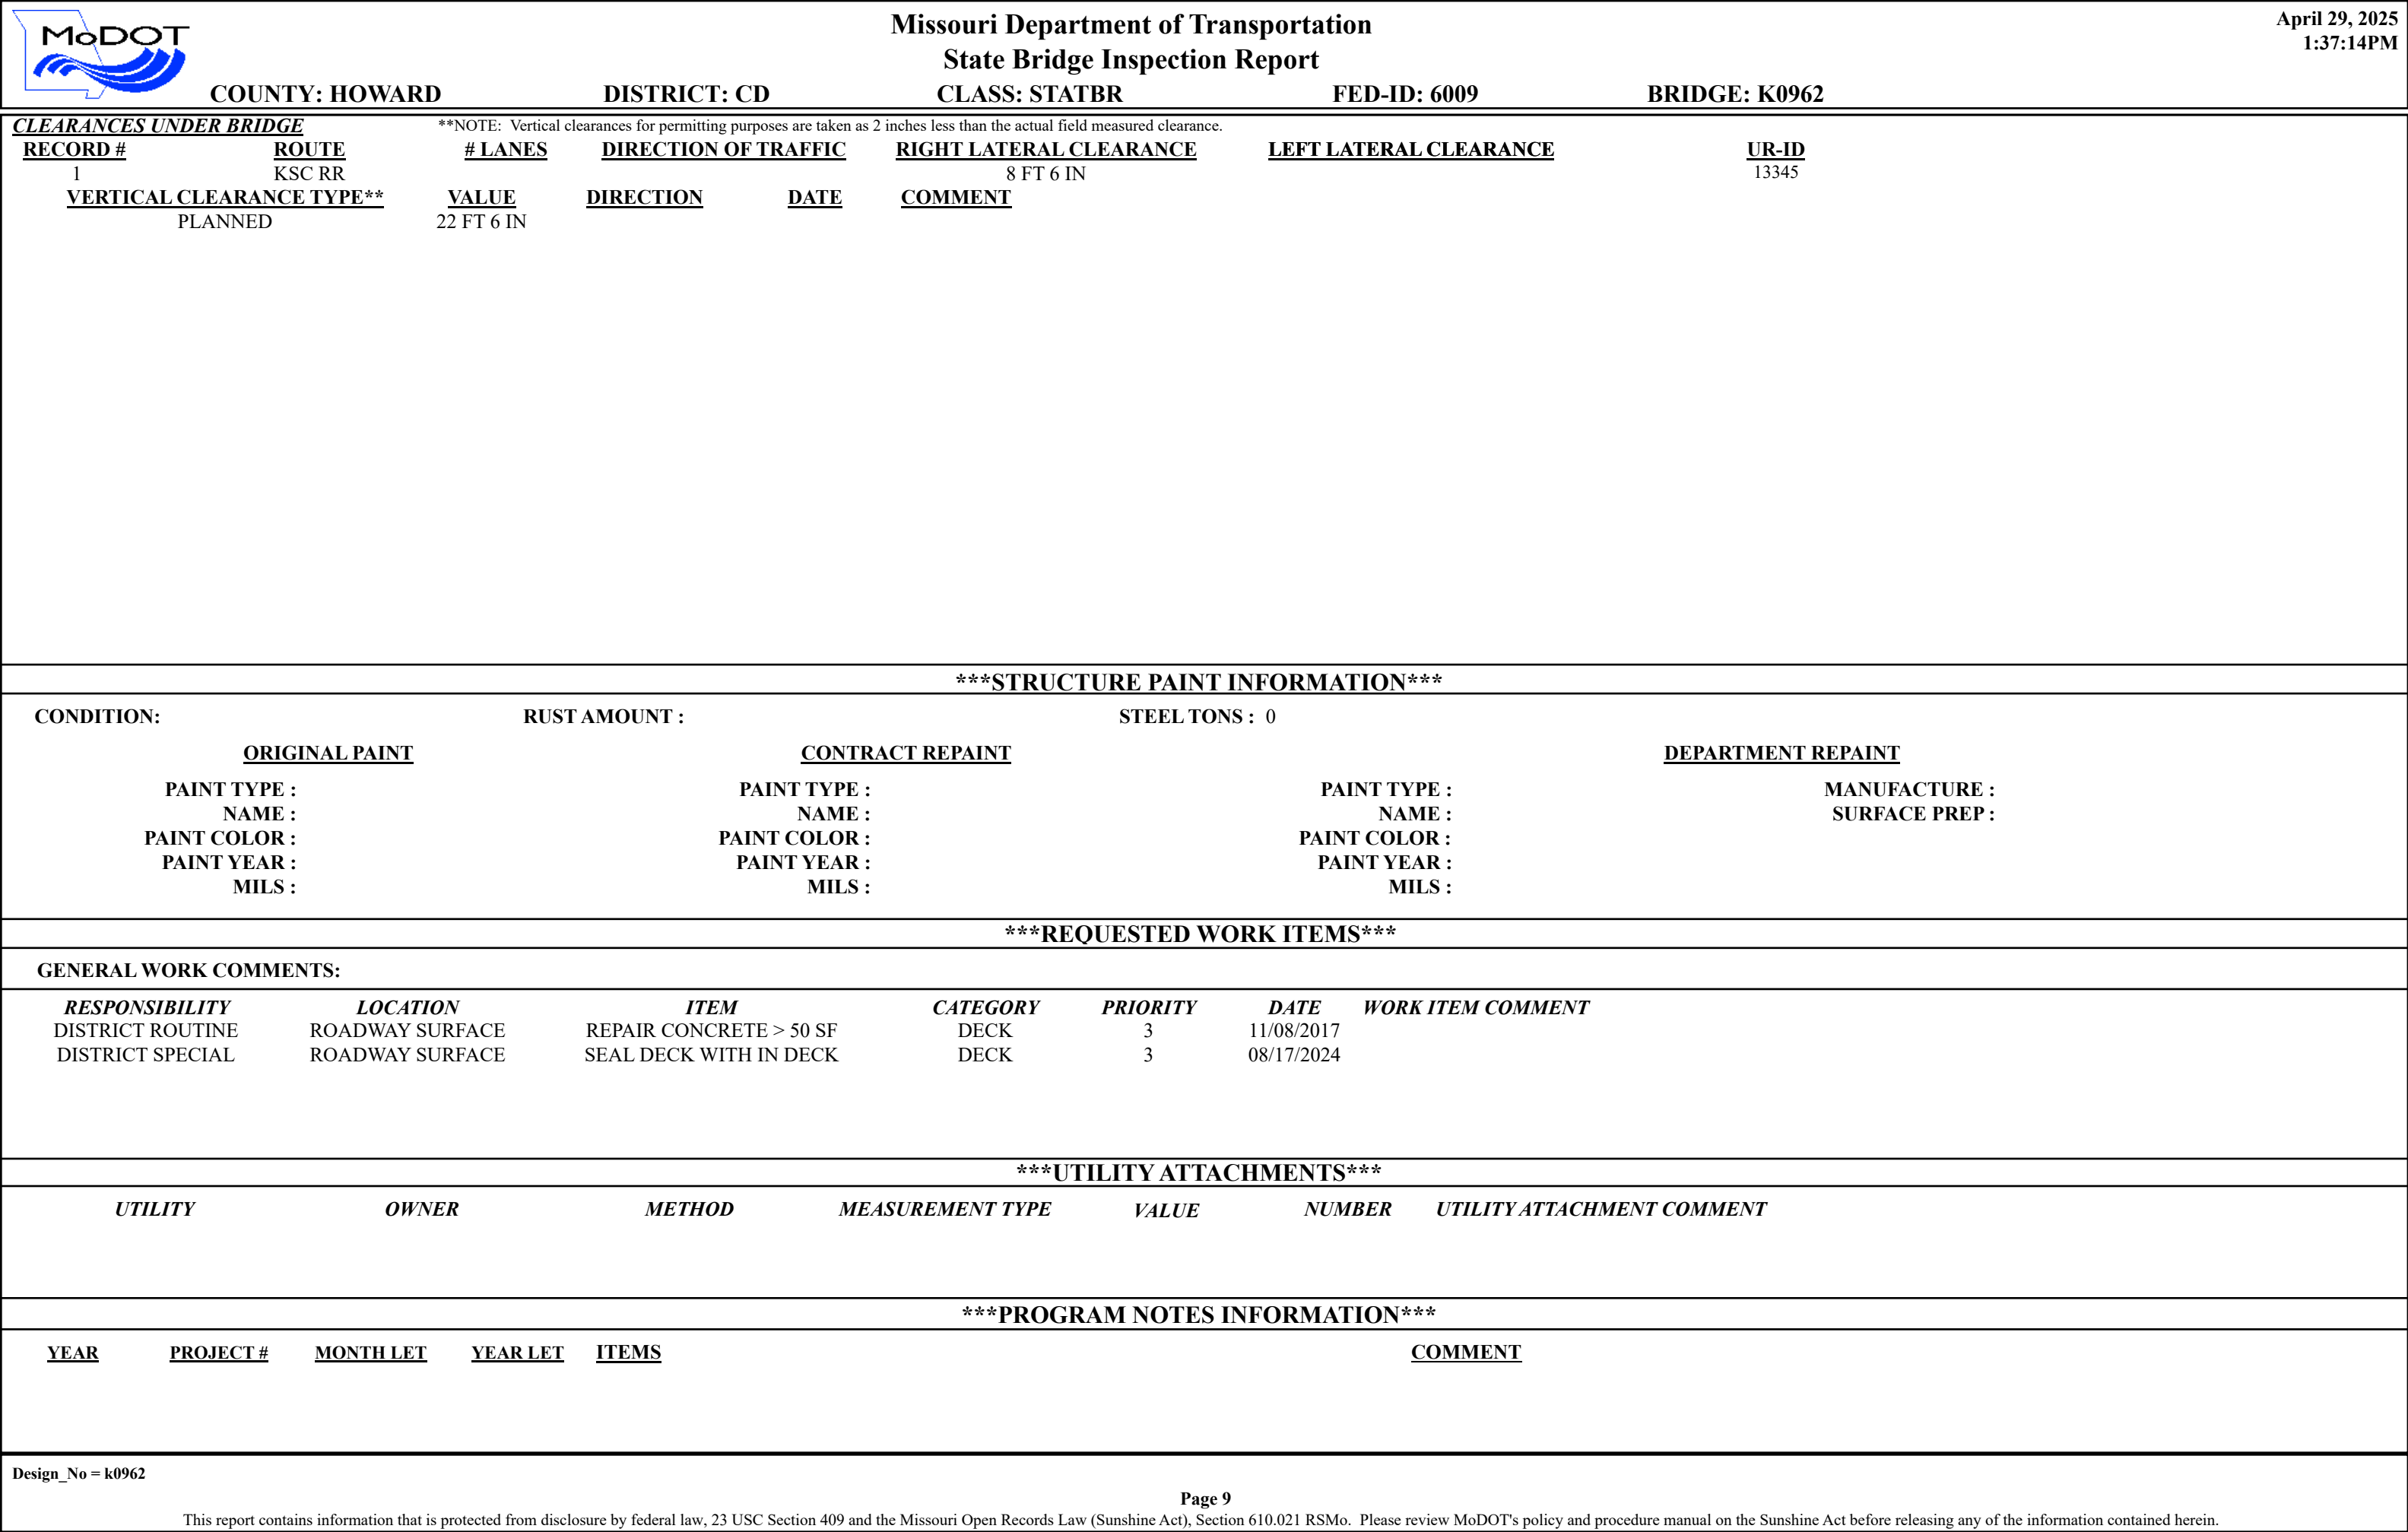 MoDOT
Missouri Department of Transportation
State Bridge Inspection Report
April 29, 2025
1:37:14PM
COUNTY: HOWARD DISTRICT: CD CLASS: STATBR FED-ID: 6009 BRIDGE: K0962
CLEARANCES UNDER BRIDGE **NOTE: Vertical clearances for permitting purposes are taken as 2 inches less than the actual field measured clearance.
RECORD # ROUTE # LANES DIRECTION OF TRAFFIC RIGHT LATERAL CLEARANCE LEFT LATERAL CLEARANCE UR-ID
1 KSC RR 8 FT 6 IN 13345
VERTICAL CLEARANCE TYPE** VALUE DIRECTION DATE COMMENT
PLANNED 22 FT 6 IN
***STRUCTURE PAINT INFORMATION***
CONDITION: RUST AMOUNT : STEEL TONS : 0
ORIGINAL PAINT CONTRACT REPAINT DEPARTMENT REPAINT
PAINT TYPE : PAINT TYPE : PAINT TYPE : MANUFACTURE :
NAME : NAME : NAME : SURFACE PREP :
PAINT COLOR : PAINT COLOR : PAINT COLOR :
PAINT YEAR : PAINT YEAR : PAINT YEAR :
MILS : MILS : MILS :
***REQUESTED WORK ITEMS***
GENERAL WORK COMMENTS:
RESPONSIBILITY LOCATION ITEM CATEGORY PRIORITY DATE WORK ITEM COMMENT
DISTRICT ROUTINE ROADWAY SURFACE REPAIR CONCRETE > 50 SF DECK 3 11/08/2017
DISTRICT SPECIAL ROADWAY SURFACE SEAL DECK WITH IN DECK DECK 3 08/17/2024
***UTILITY ATTACHMENTS***
UTILITY OWNER METHOD MEASUREMENT TYPE VALUE NUMBER UTILITY ATTACHMENT COMMENT
***PROGRAM NOTES INFORMATION***
YEAR PROJECT # MONTH LET YEAR LET ITEMS COMMENT
Design_No = k0962
Page 9
This report contains information that is protected from disclosure by federal law, 23 USC Section 409 and the Missouri Open Records Law (Sunshine Act), Section 610.021 RSMo. Please review MoDOT's policy and procedure manual on the Sunshine Act before releasing any of the information contained herein.